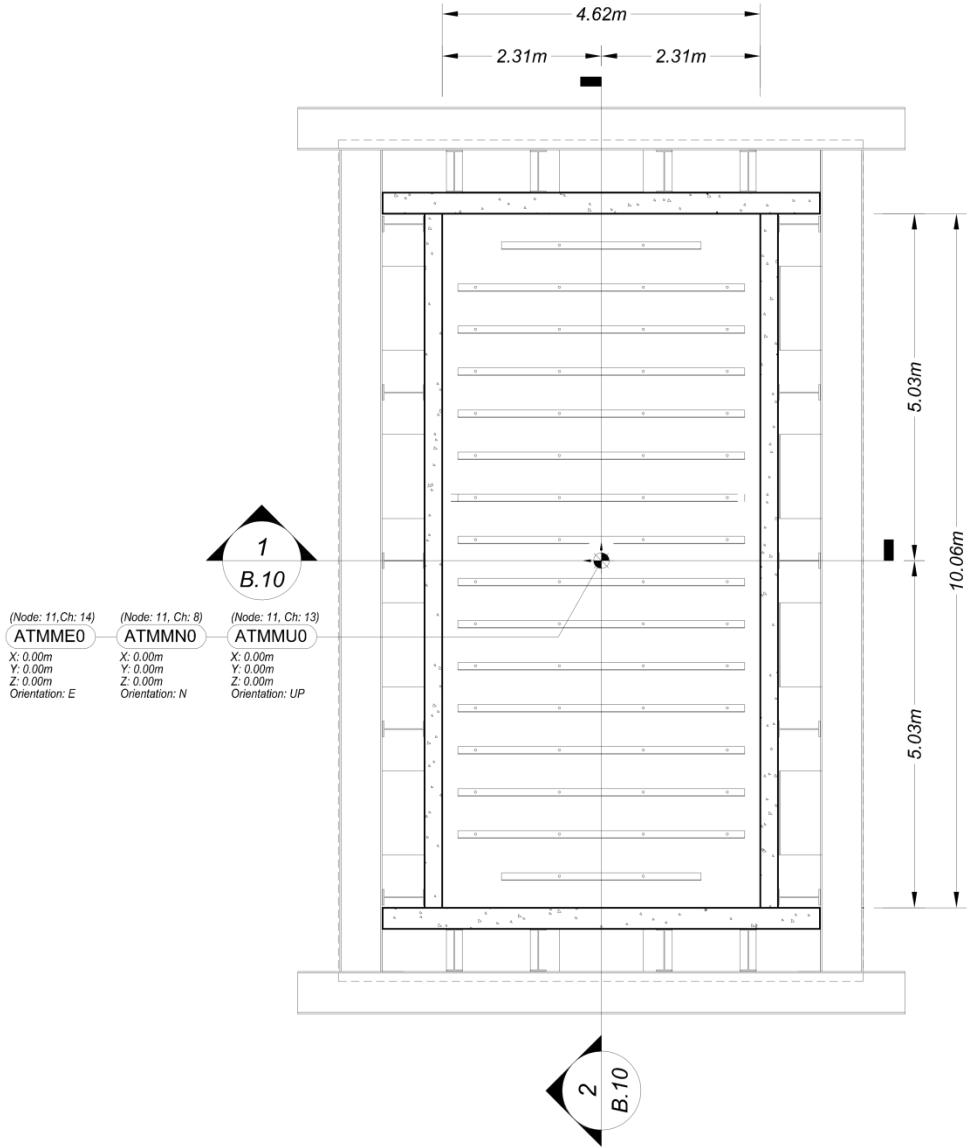 4.62m
2.31m
2.31m
5.03m
10.06m
1
B.10
(Node: 11,Ch: 14)
ATMME0
X: 0.00m
Y: 0.00m
Z: 0.00m
Orientation: E
(Node: 11, Ch: 8)
ATMMN0
X: 0.00m
Y: 0.00m
Z: 0.00m
Orientation: N
(Node: 11, Ch: 13)
ATMMU0
X: 0.00m
Y: 0.00m
Z: 0.00m
Orientation: UP
5.03m
2
B.10